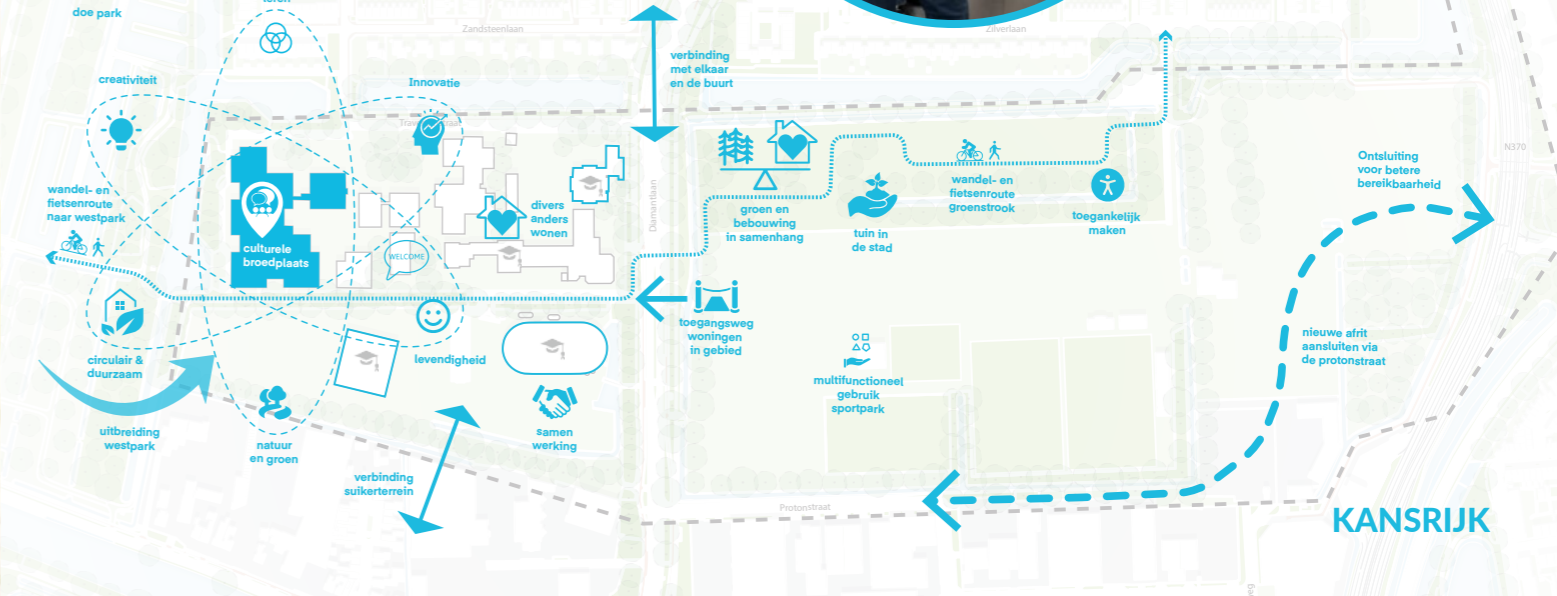 leren
doe park
Zandsteenlaan
Zilverlaan
verbinding
met elkaar
en de buurt
creativiteit
Innovatie
N370
Ontsluiting
voor betere
bereikbaarheid
wandel- en
fietsenroute
naar westpark
divers
anders
wonen
Diamantlaan
wandel- en
fietsenroute
groenstrook
groen en
bebouwing
in samenhang
tuin in
de stad
toegankelijk
maken
culturele
broedplaats
WELCOME
toegangsweg
woningen
in gebied
nieuwe afrit
aansluiten via
de protonstraat
circulair &
duurzaam
levendigheid
multifunctioneel
gebruik
sportpark
uitbreiding
westpark
natuur
en groen
samen
werking
verbinding
suikerterrein
Protonstraat
KANSRIJK